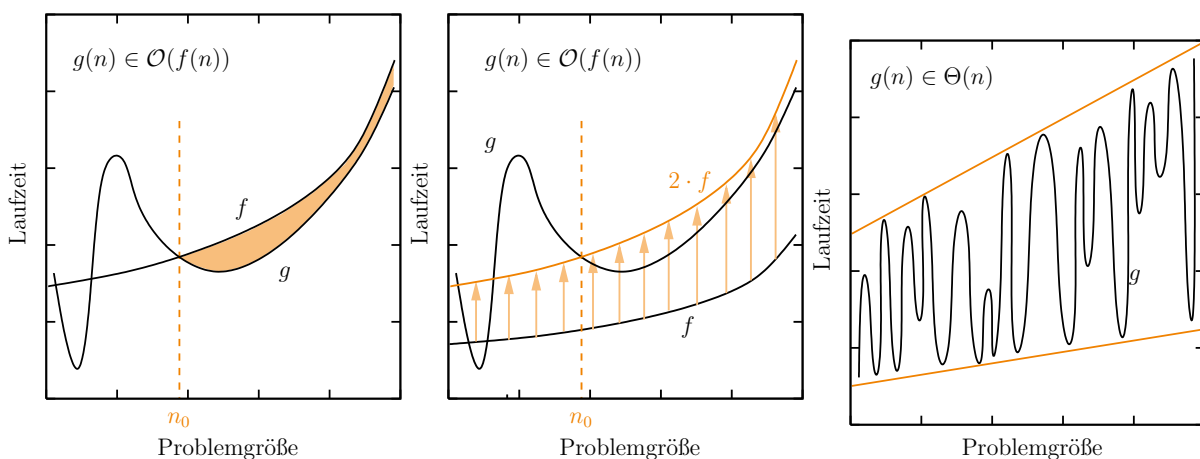 g(n) ∈ O(f(n))
f
g
Laufzeit
n₀
Problemgröße
g(n) ∈ O(f(n))
g
2 · f
f
Laufzeit
n₀
Problemgröße
g(n) ∈ Θ(n)
g
Laufzeit
Problemgröße